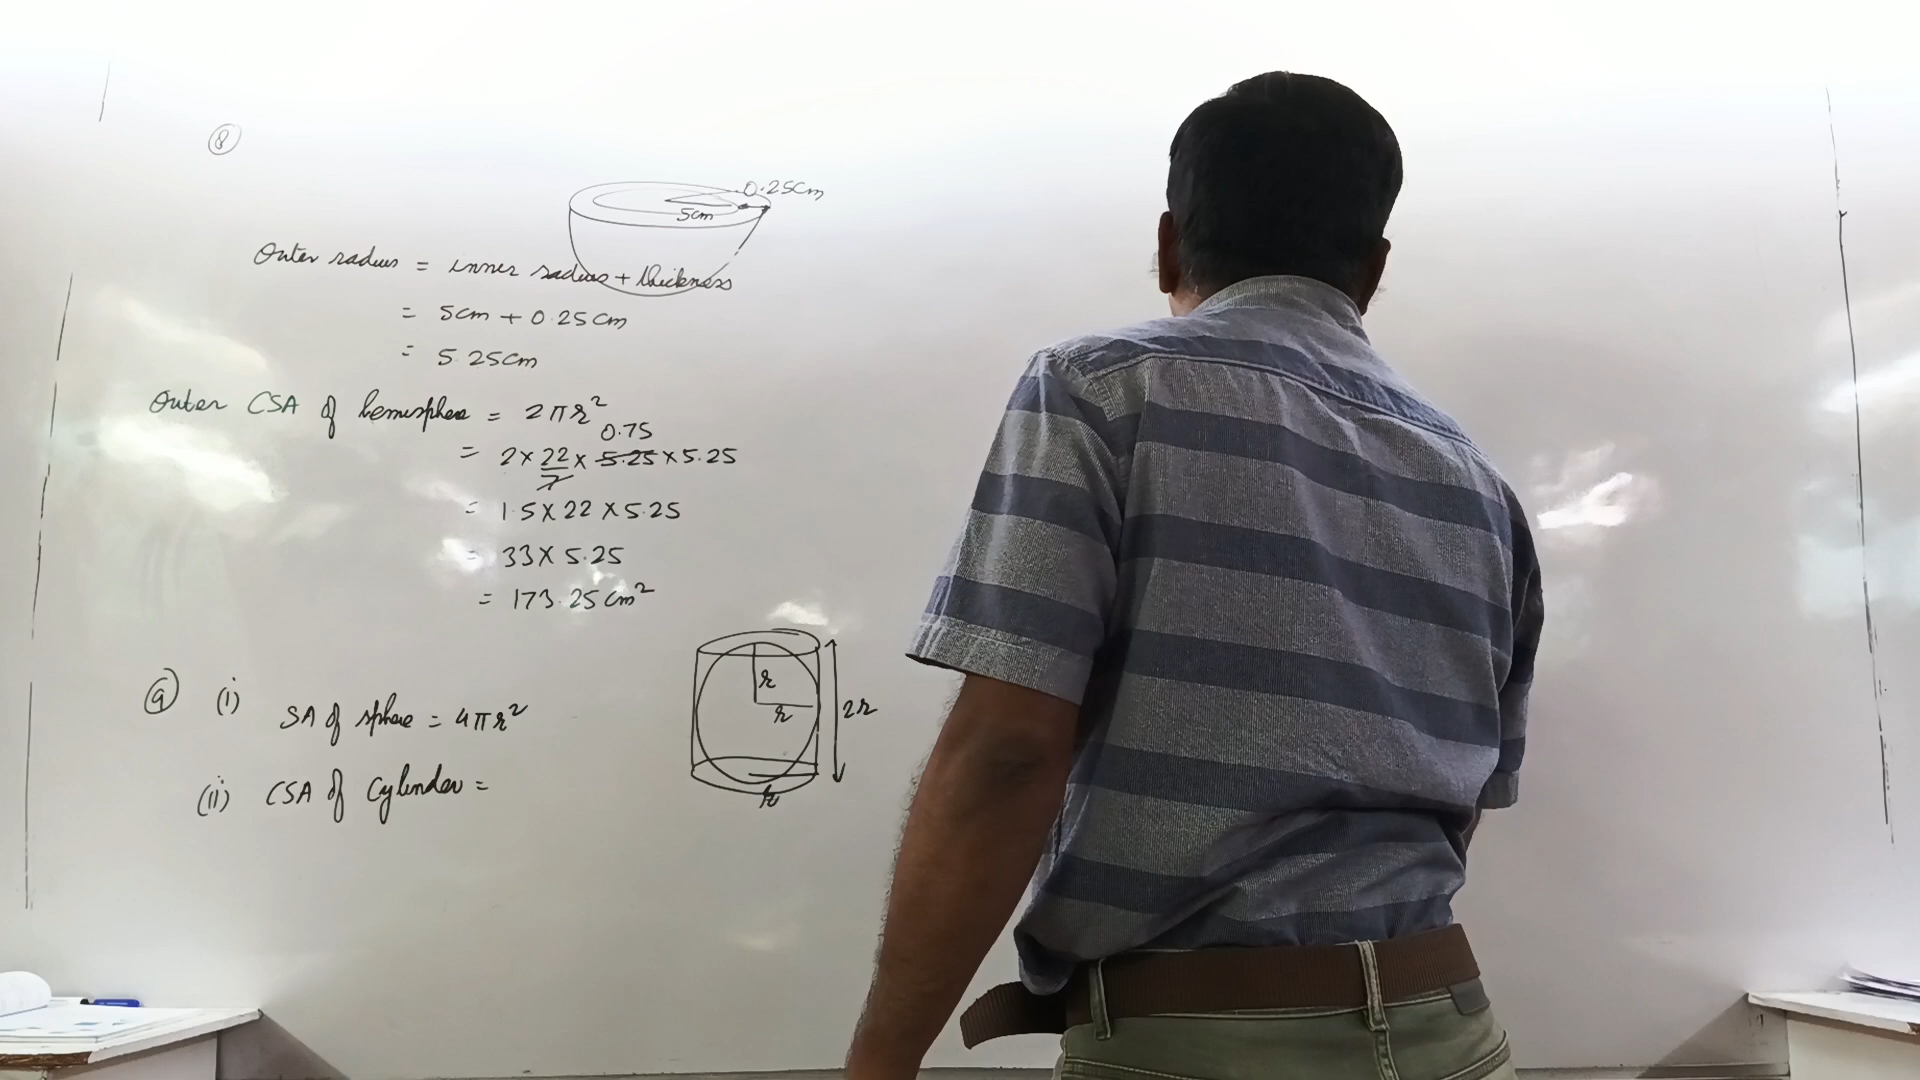 8
0.25cm
5cm
Outer radius = inner radius + thickness
= 5cm + 0.25cm
= 5.25cm
Outer CSA of hemisphere = 2πr²
0.75
= 2 × 22/7 × 5.25 × 5.25
= 1.5 × 22 × 5.25
= 33 × 5.25
= 173.25 cm²
9 (i) SA of sphere = 4πr²
r
r
2r
r
(ii) CSA of Cylinder =